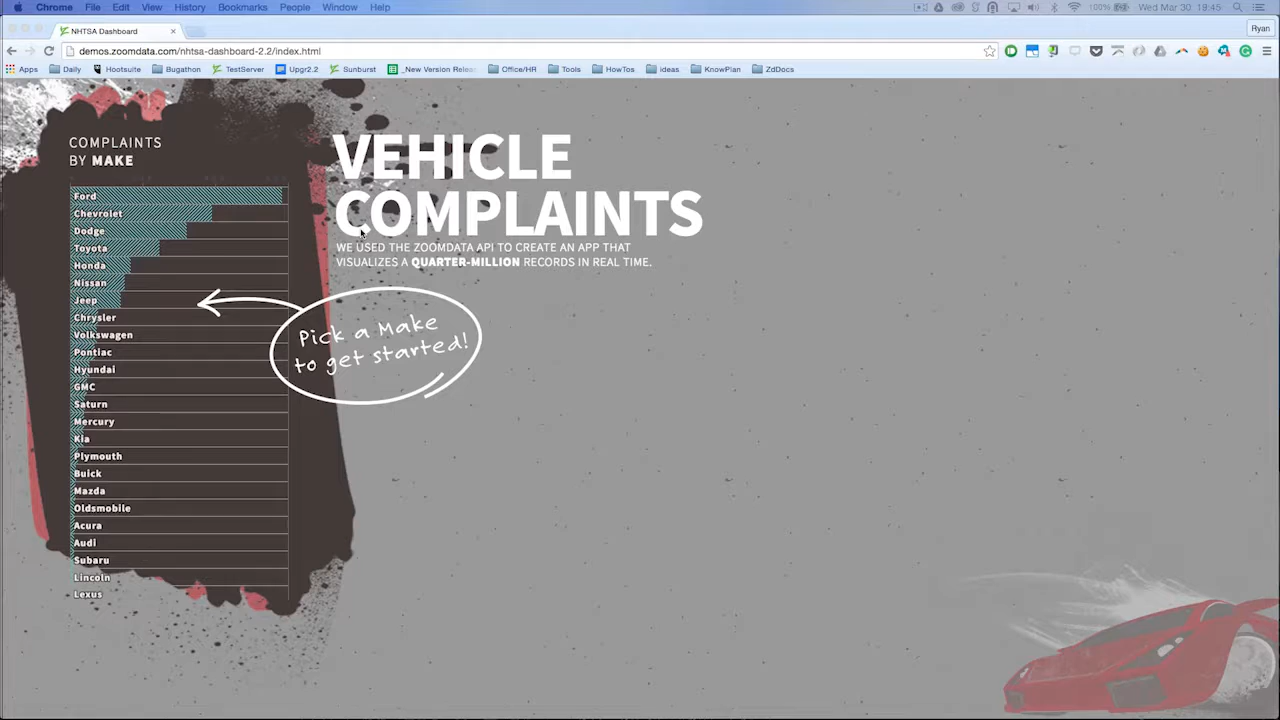 Chrome File Edit View History Bookmarks People Window Help 100% Wed Mar 30 19:45
NHTSA Dashboard
Ryan
demos.zoomdata.com/nhtsa-dashboard-2.2/index.html
Apps Daily Hootsuite Bugathon TestServer Upgr2.2 Sunburst _New Version Relea Office/HR Tools HowTos ideas KnowPlan ZdDocs
COMPLAINTS
BY MAKE
Ford
Chevrolet
Dodge
Toyota
Honda
Nissan
Jeep
Chrysler
Volkswagen
Pontiac
Hyundai
GMC
Saturn
Mercury
Kia
Plymouth
Buick
Mazda
Oldsmobile
Acura
Audi
Subaru
Lincoln
Lexus
VEHICLE
COMPLAINTS
WE USED THE ZOOMDATA API TO CREATE AN APP THAT
VISUALIZES A QUARTER-MILLION RECORDS IN REAL TIME.
Pick a Make
to get started!